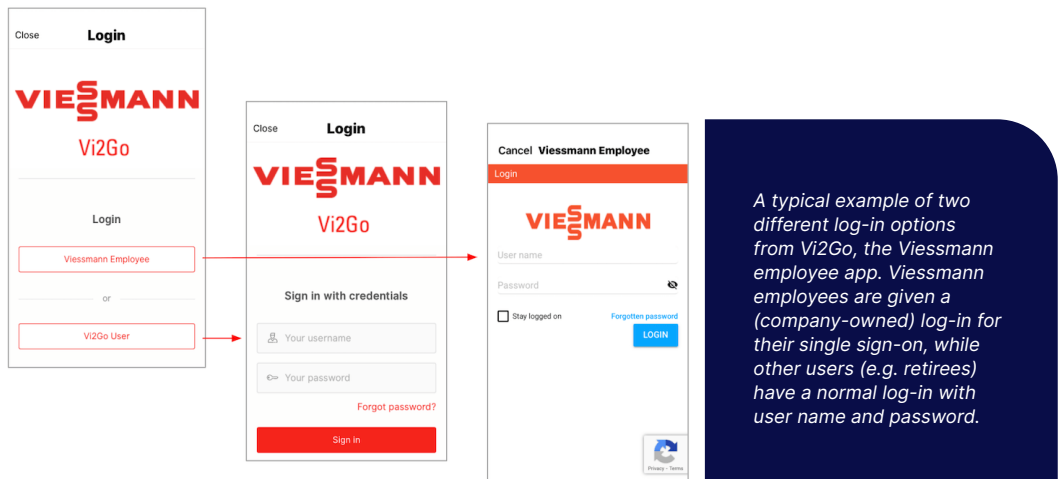 Close Login
VIESSMANN
Vi2Go
Login
Viessmann Employee
or
Vi2Go User
Close Login
VIESSMANN
Vi2Go
Sign in with credentials
Your username
Your password
Forgot password?
Sign in
Cancel Viessmann Employee
Login
VIESSMANN
User name
Password
Stay logged on Forgotten password
LOGIN
Privacy - Terms
A typical example of two
different log-in options
from Vi2Go, the Viessmann
employee app. Viessmann
employees are given a
(company-owned) log-in for
their single sign-on, while
other users (e.g. retirees)
have a normal log-in with
user name and password.